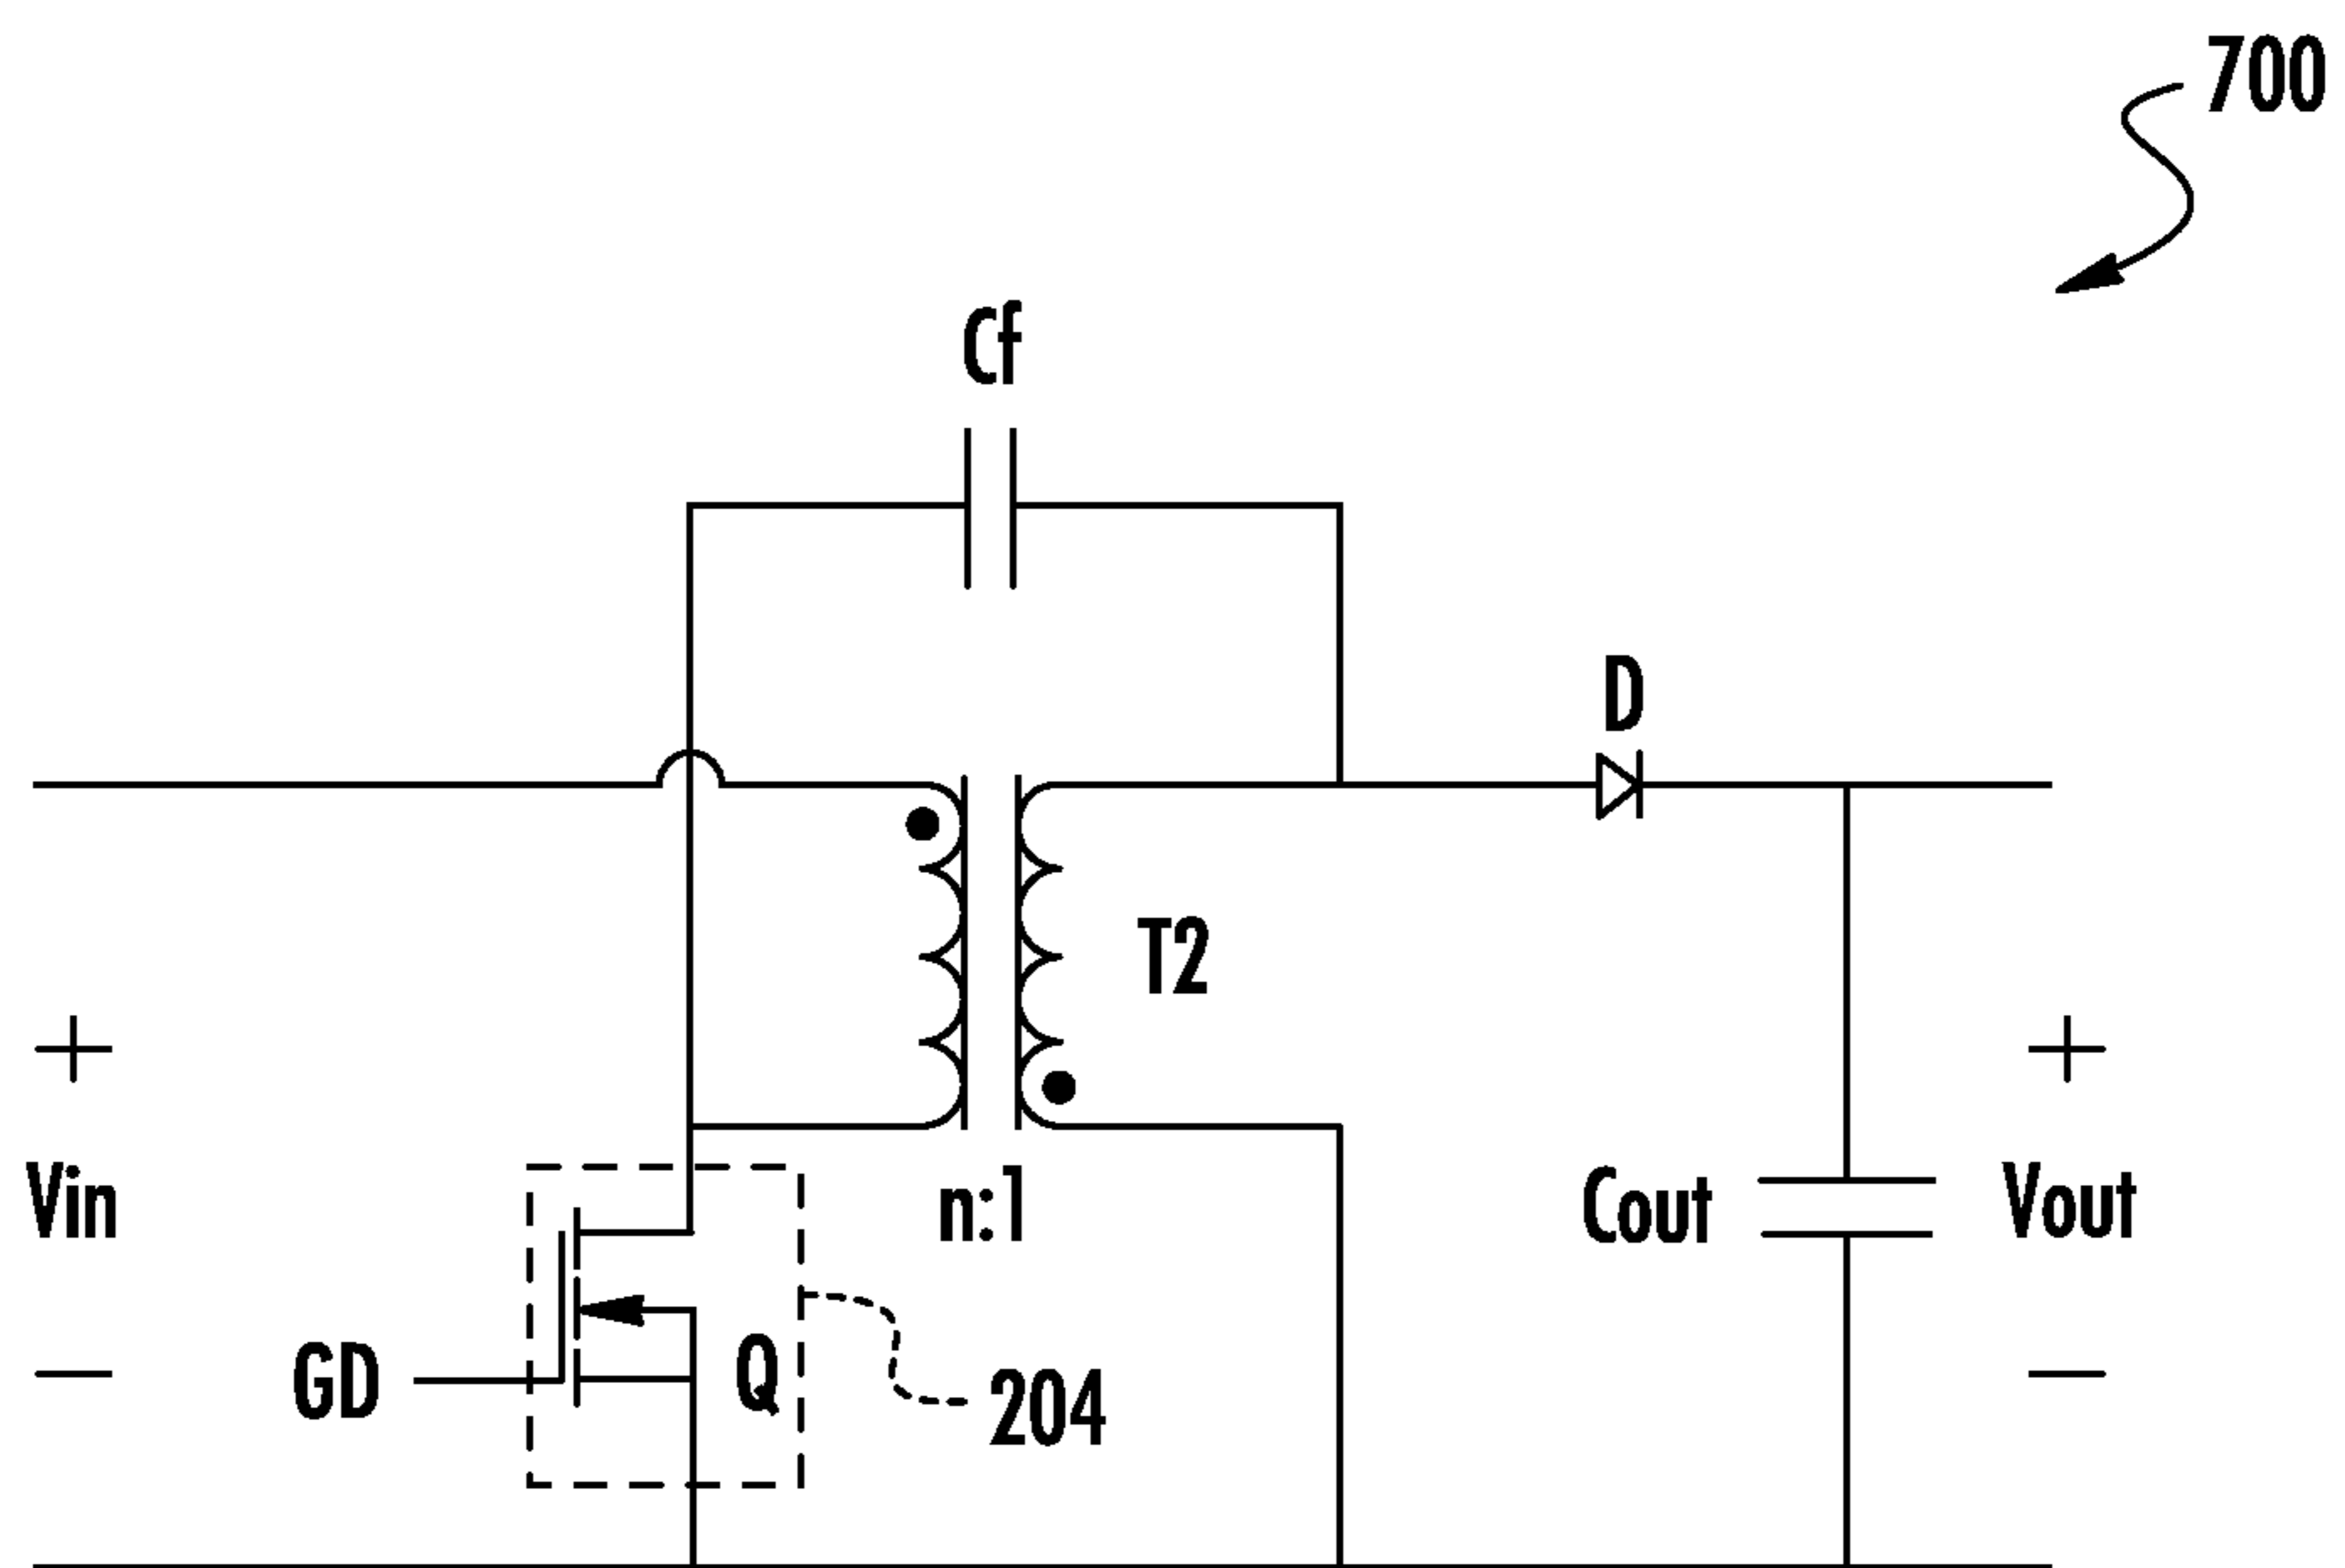 700
Cf
D
T2
+
+
Vin
n:1
Cout
Vout
GD
Q
204
–
–